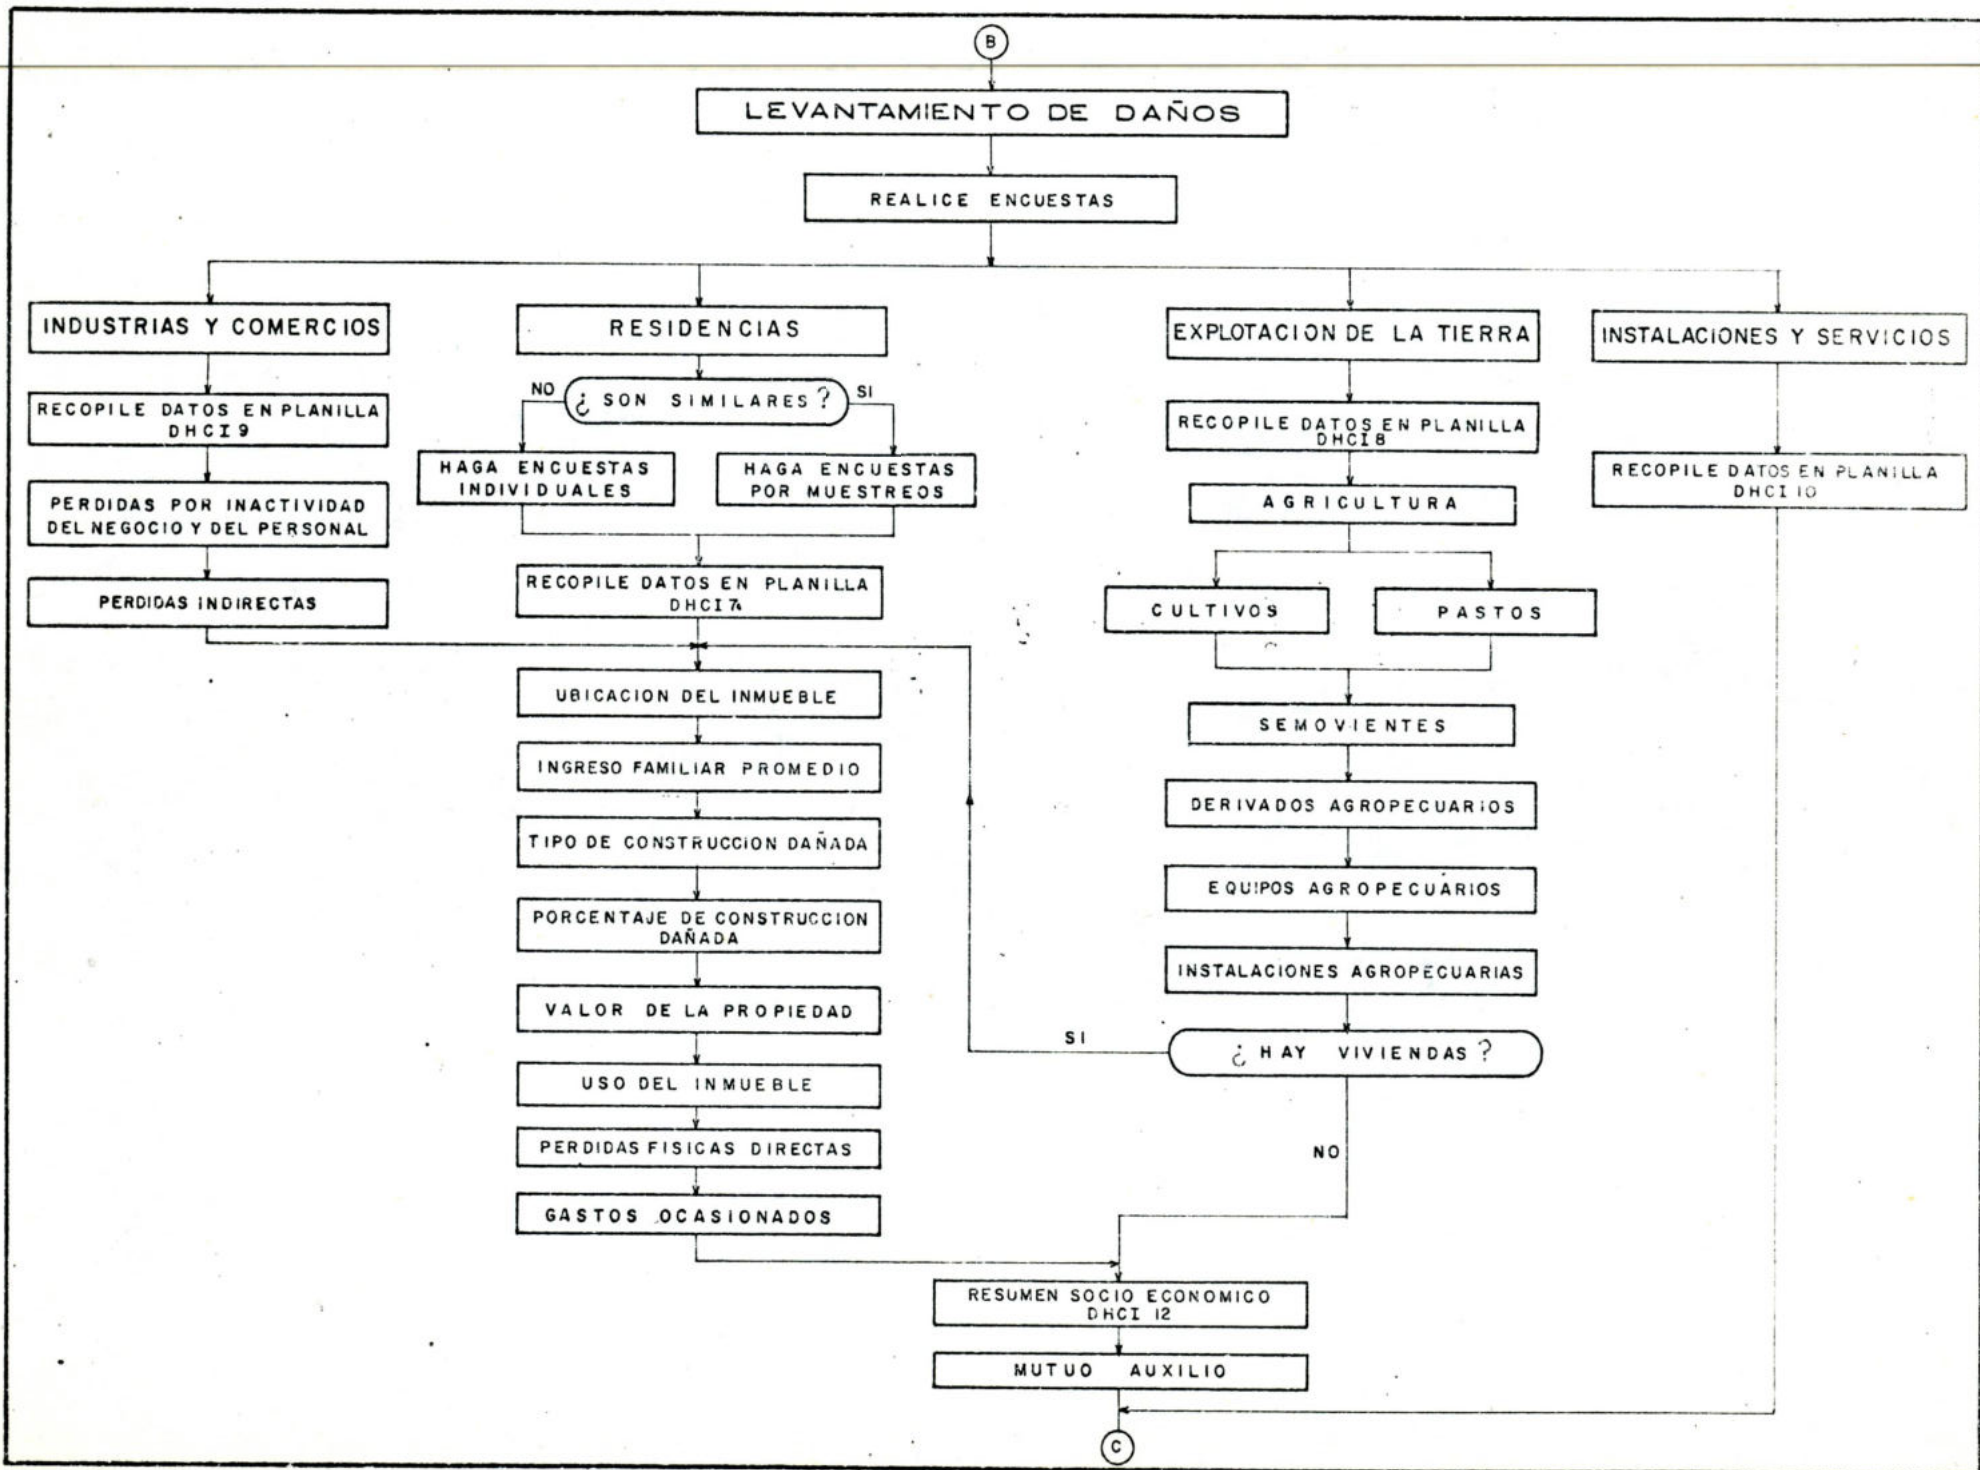 B
LEVANTAMIENTO DE DAÑOS
REALICE ENCUESTAS
INDUSTRIAS Y COMERCIOS
RECOPILE DATOS EN PLANILLA
DHCI 9
PERDIDAS POR INACTIVIDAD
DEL NEGOCIO Y DEL PERSONAL
PERDIDAS INDIRECTAS
RESIDENCIAS
¿ SON SIMILARES ?
NO
SI
HAGA ENCUESTAS
INDIVIDUALES
HAGA ENCUESTAS
POR MUESTREOS
RECOPILE DATOS EN PLANILLA
DHCI
UBICACION DEL INMUEBLE
INGRESO FAMILIAR PROMEDIO
TIPO DE CONSTRUCCION DAÑADA
PORCENTAJE DE CONSTRUCCION
DAÑADA
VALOR DE LA PROPIEDAD
USO DEL INMUEBLE
PERDIDAS FISICAS DIRECTAS
GASTOS OCASIONADOS
EXPLOTACION DE LA TIERRA
RECOPILE DATOS EN PLANILLA
DHCI 8
AGRICULTURA
CULTIVOS
PASTOS
SEMOVIENTES
DERIVADOS AGROPECUARIOS
EQUIPOS AGROPECUARIOS
INSTALACIONES AGROPECUARIAS
¿ HAY VIVIENDAS ?
SI
NO
INSTALACIONES Y SERVICIOS
RECOPILE DATOS EN PLANILLA
DHCI 10
RESUMEN SOCIO ECONOMICO
DHCI 12
MUTUO AUXILIO
C